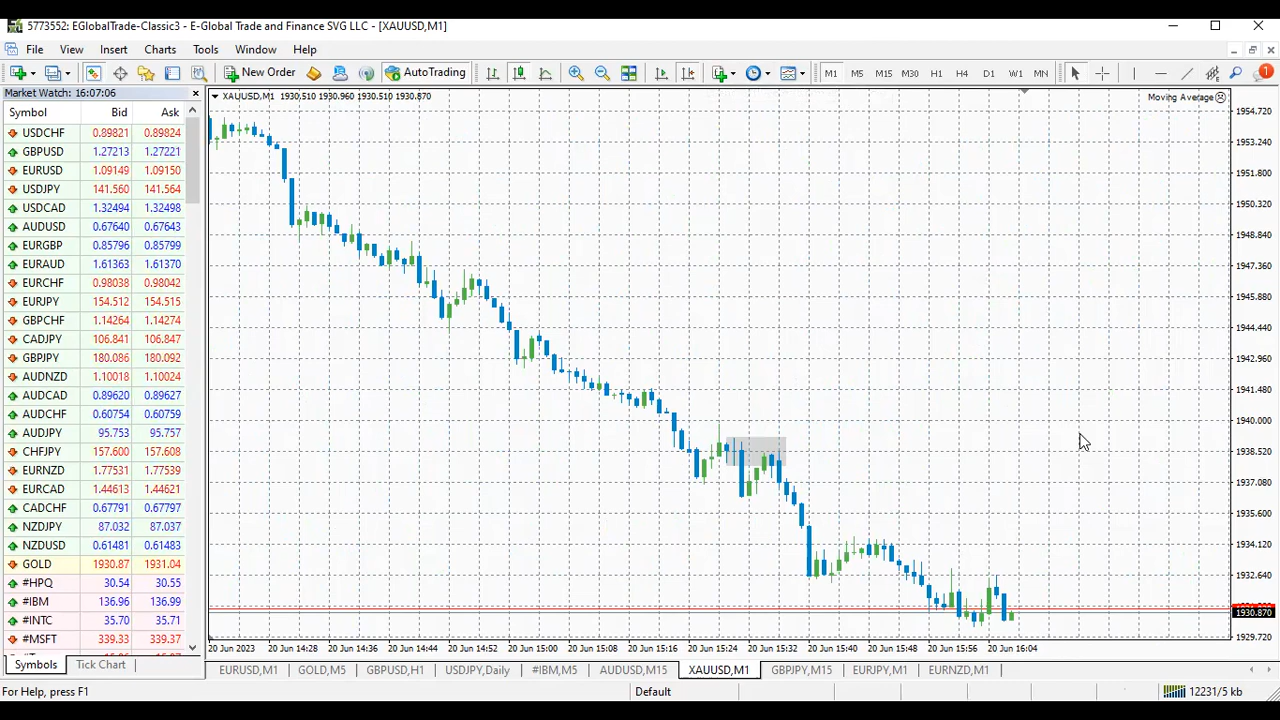 5773552: EGlobalTrade-Classic3 - E-Global Trade and Finance SVG LLC - [XAUUSD,M1]
File View Insert Charts Tools Window Help
New Order AutoTrading M1 M5 M15 M30 H1 H4 D1 W1 MN 1
Market Watch: 16:07:06
Symbol Bid Ask
USDCHF 0.89821 0.89824
GBPUSD 1.27213 1.27221
EURUSD 1.09149 1.09150
USDJPY 141.560 141.564
USDCAD 1.32494 1.32498
AUDUSD 0.67640 0.67643
EURGBP 0.85796 0.85799
EURAUD 1.61363 1.61370
EURCHF 0.98038 0.98042
EURJPY 154.512 154.515
GBPCHF 1.14264 1.14274
CADJPY 106.841 106.847
GBPJPY 180.086 180.092
AUDNZD 1.10018 1.10024
AUDCAD 0.89620 0.89627
AUDCHF 0.60754 0.60759
AUDJPY 95.753 95.757
CHFJPY 157.600 157.608
EURNZD 1.77531 1.77539
EURCAD 1.44613 1.44621
CADCHF 0.67791 0.67797
NZDJPY 87.032 87.037
NZDUSD 0.61481 0.61483
GOLD 1930.87 1931.04
#HPQ 30.54 30.55
#IBM 136.96 136.99
#INTC 35.70 35.71
#MSFT 339.33 339.37
Symbols Tick Chart
XAUUSD,M1 1930.510 1930.960 1930.510 1930.870
Moving Average
1954.720
1953.240
1951.800
1950.320
1948.840
1947.360
1945.880
1944.440
1942.960
1941.480
1940.000
1938.520
1937.080
1935.600
1934.120
1932.640
1930.870
1929.720
20 Jun 2023 20 Jun 14:28 20 Jun 14:36 20 Jun 14:44 20 Jun 14:52 20 Jun 15:00 20 Jun 15:08 20 Jun 15:16 20 Jun 15:24 20 Jun 15:32 20 Jun 15:40 20 Jun 15:48 20 Jun 15:56 20 Jun 16:04
EURUSD,M1 GOLD,M5 GBPUSD,H1 USDJPY,Daily #IBM,M5 AUDUSD,M15 XAUUSD,M1 GBPJPY,M15 EURJPY,M1 EURNZD,M1
For Help, press F1 Default 12231/5 kb